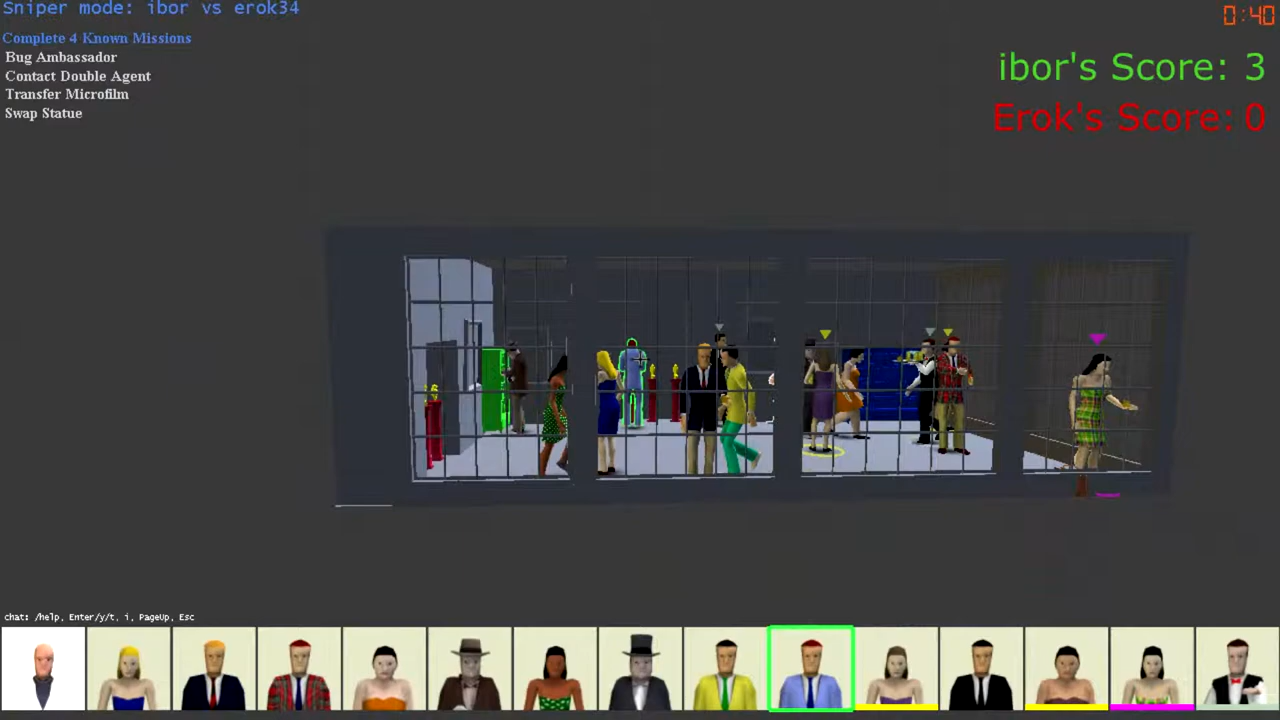 Sniper mode: ibor vs erok34
0:40
Complete 4 Known Missions
Bug Ambassador
Contact Double Agent
Transfer Microfilm
Swap Statue
ibor's Score: 3
Erok's Score: 0
chat: /help, Enter/y/t, i, PageUp, Esc